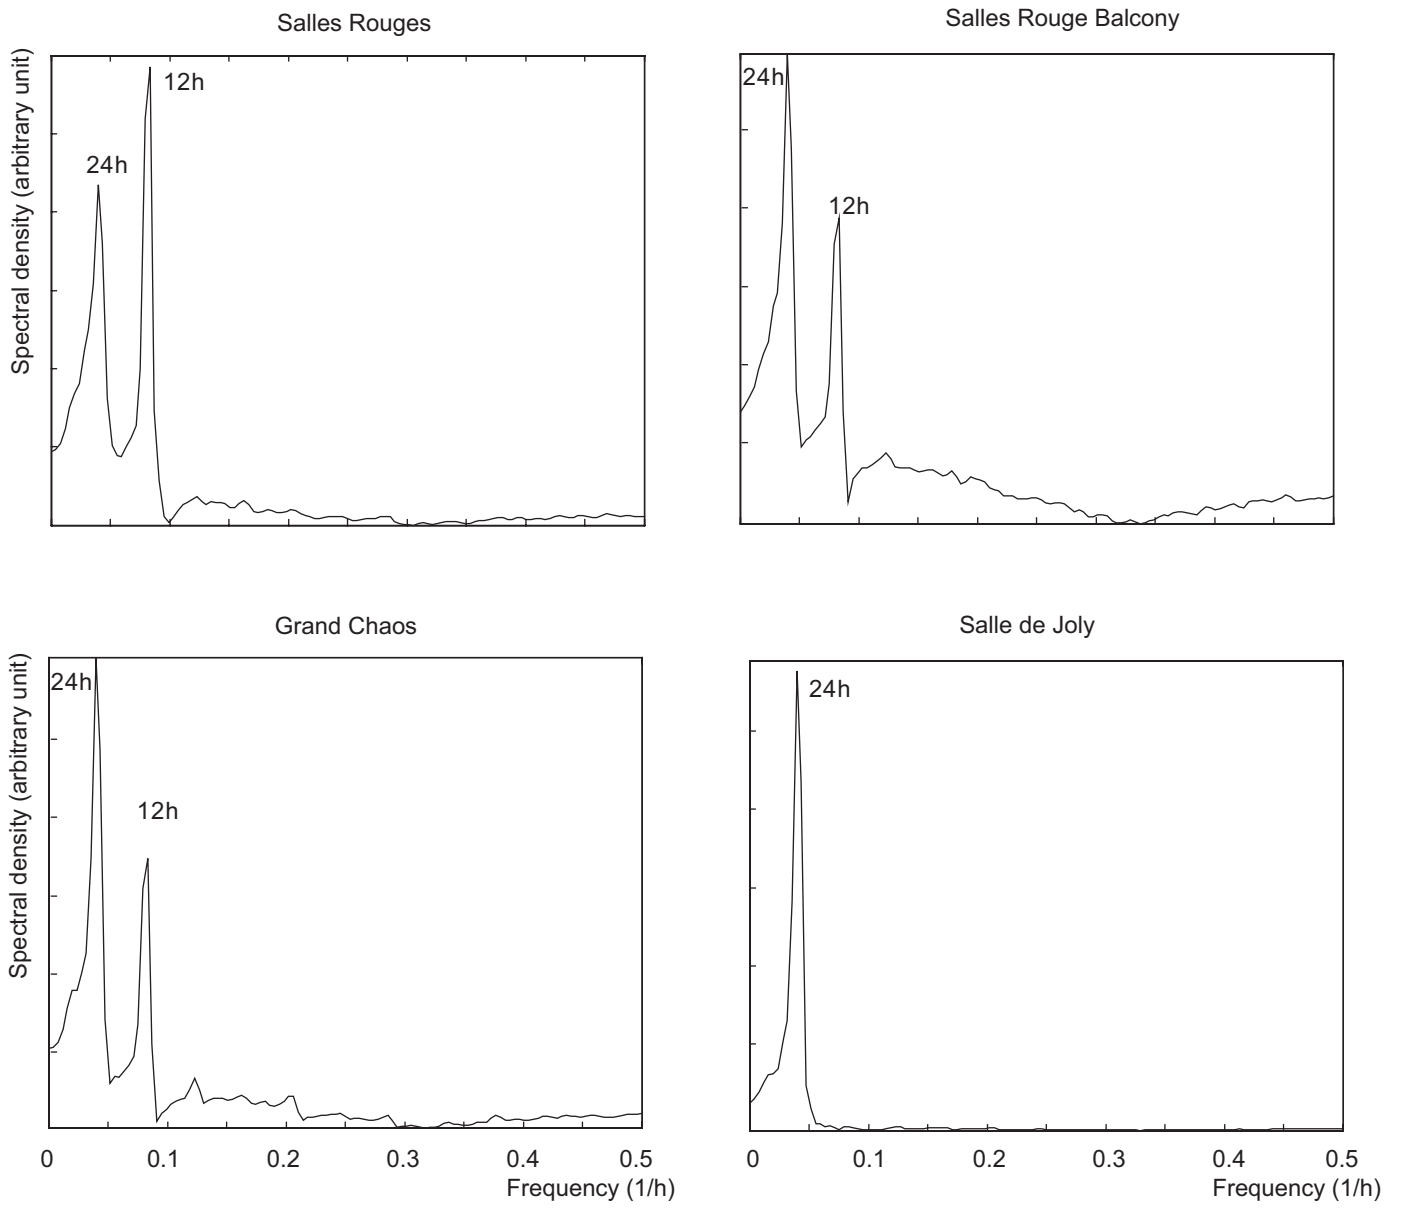 Salles Rouges
Spectral density (arbitrary unit)
24h
12h
Salles Rouge Balcony
24h
12h
Grand Chaos
Spectral density (arbitrary unit)
24h
12h
0 0.1 0.2 0.3 0.4 0.5
Frequency (1/h)
Salle de Joly
24h
0 0.1 0.2 0.3 0.4 0.5
Frequency (1/h)